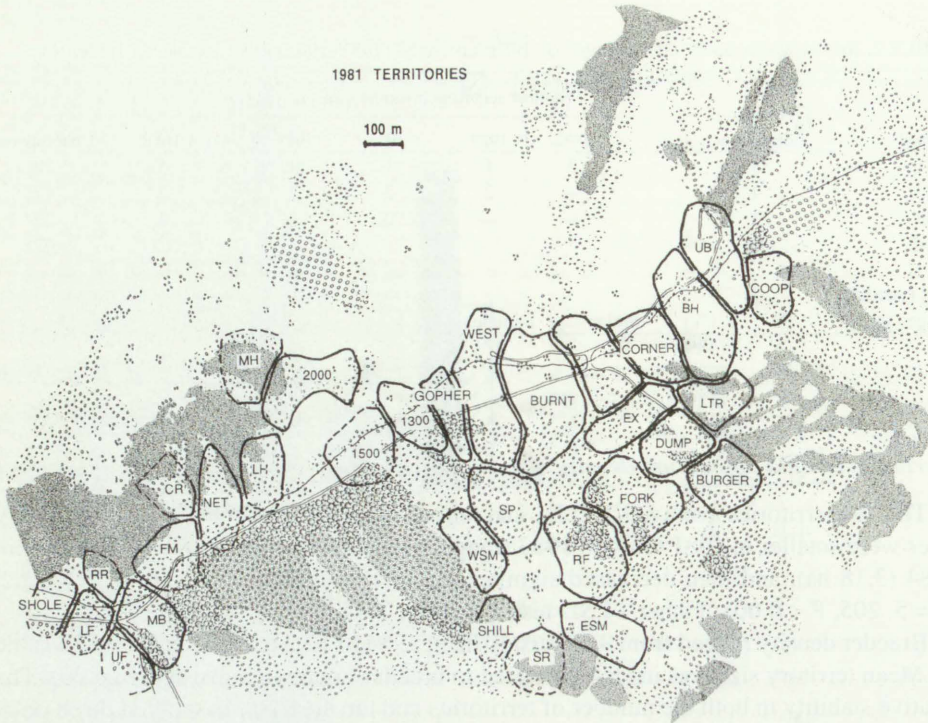 1981 TERRITORIES
100 m
UB
COOP
BH
WEST
CORNER
MH
2000
GOPHER
BURNT
LTR
1300
EX
DUMP
1500
LH
CR
NET
BURGER
SP
FORK
FM
WSM
RF
RR
SHOLE
LF
MB
SHILL
ESM
UF
SR